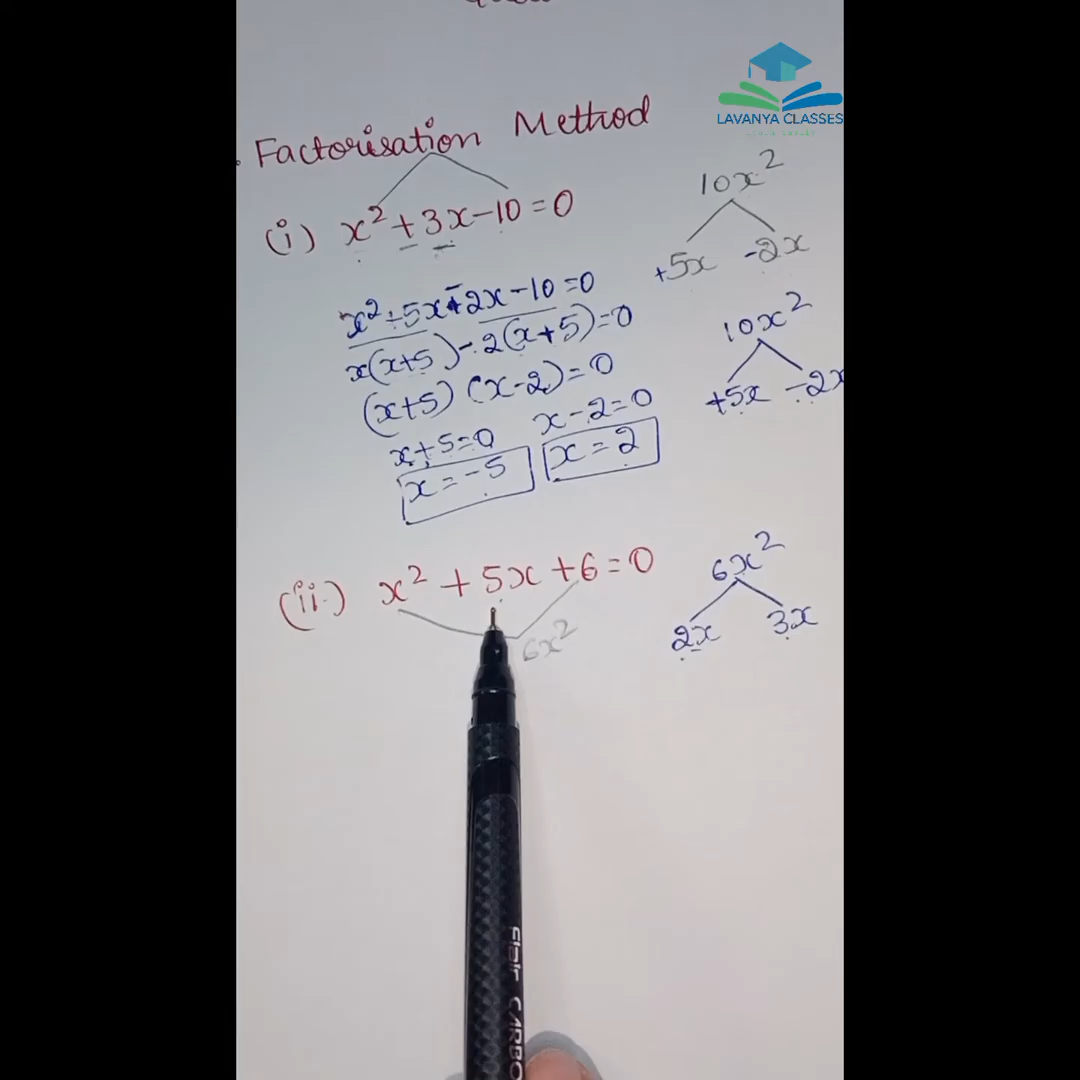 LAVANYA CLASSES
Factorisation Method
(i) x² + 3x - 10 = 0
10x²
+5x -2x
x² + 5x - 2x - 10 = 0
x(x+5) - 2(x+5) = 0
(x+5) (x-2) = 0
x+5=0 x-2=0
x = -5 x = 2
10x²
+5x -2x
(ii) x² + 5x + 6 = 0
6x²
6x²
2x 3x
Flair CARBO